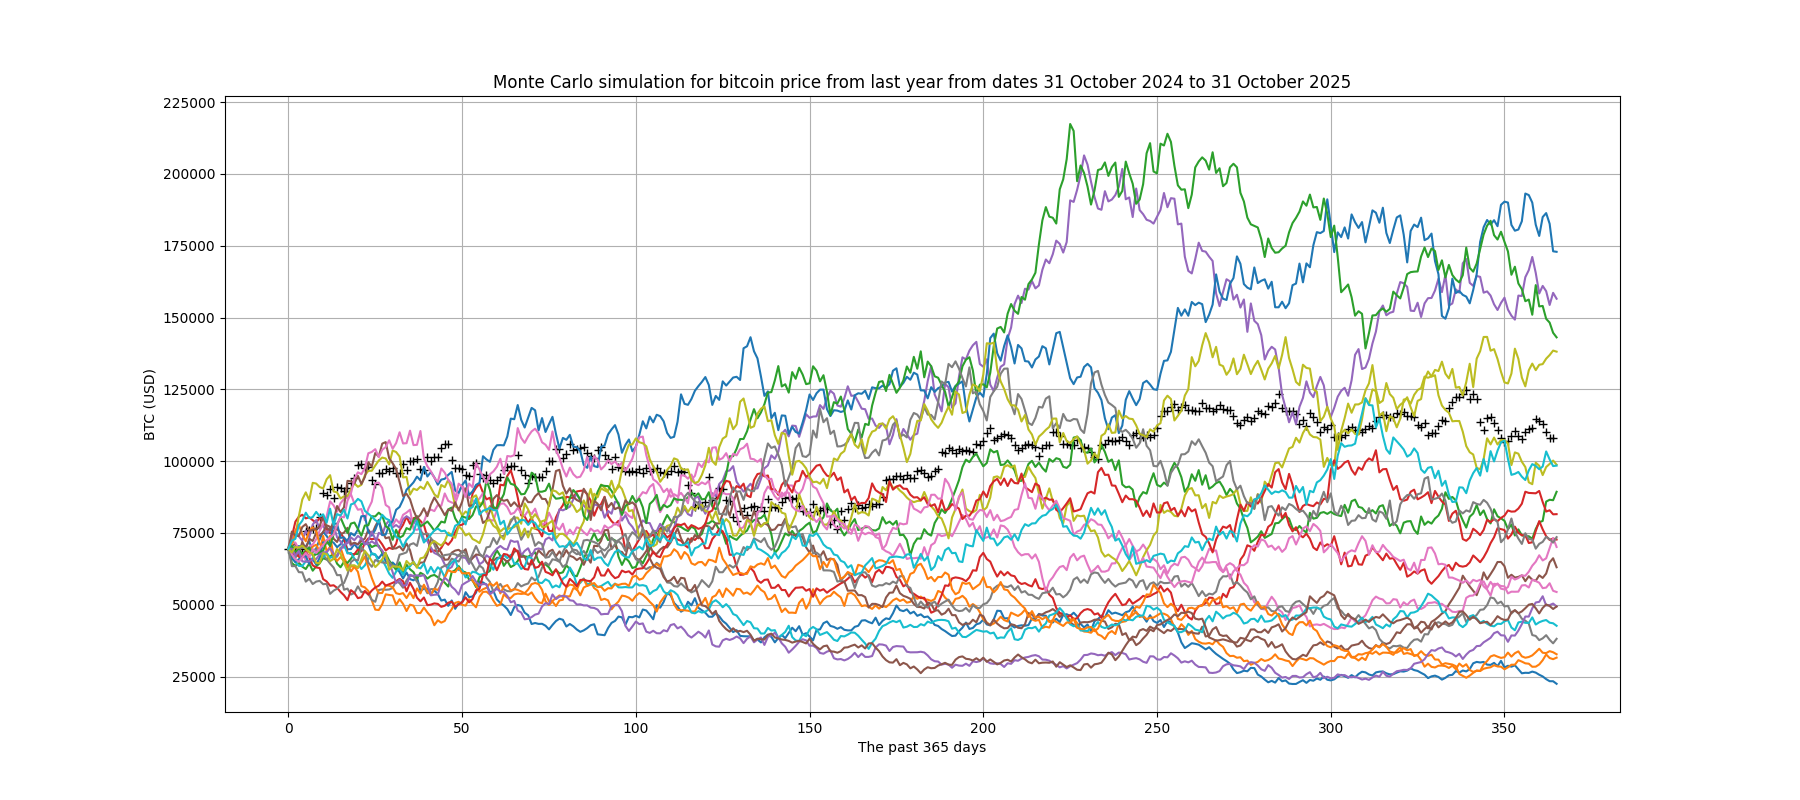 Monte Carlo simulation for bitcoin price from last year from dates 31 October 2024 to 31 October 2025
225000
200000
175000
150000
125000
100000
75000
50000
25000
BTC (USD)
0 50 100 150 200 250 300 350
The past 365 days